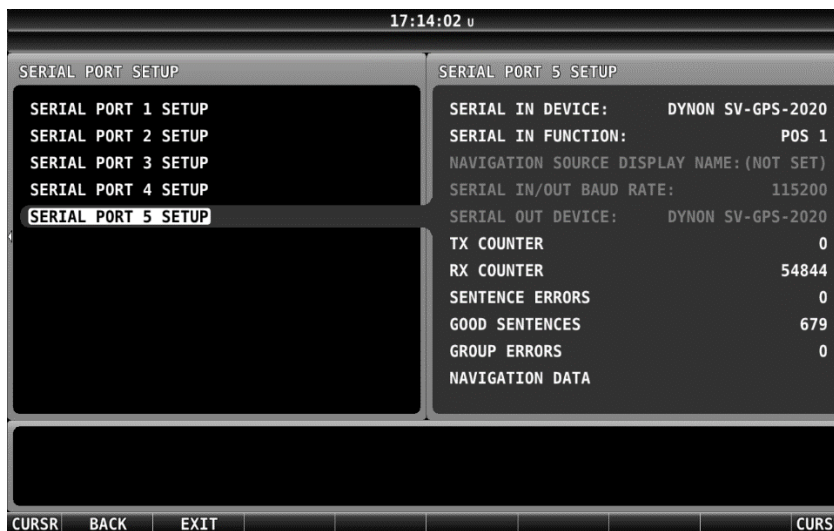 17:14:02 U
SERIAL PORT SETUP
SERIAL PORT 1 SETUP
SERIAL PORT 2 SETUP
SERIAL PORT 3 SETUP
SERIAL PORT 4 SETUP
SERIAL PORT 5 SETUP
SERIAL PORT 5 SETUP
SERIAL IN DEVICE: DYNON SV-GPS-2020
SERIAL IN FUNCTION: POS 1
NAVIGATION SOURCE DISPLAY NAME:(NOT SET)
SERIAL IN/OUT BAUD RATE: 115200
SERIAL OUT DEVICE: DYNON SV-GPS-2020
TX COUNTER 0
RX COUNTER 54844
SENTENCE ERRORS 0
GOOD SENTENCES 679
GROUP ERRORS 0
NAVIGATION DATA
CURSR BACK EXIT CURS